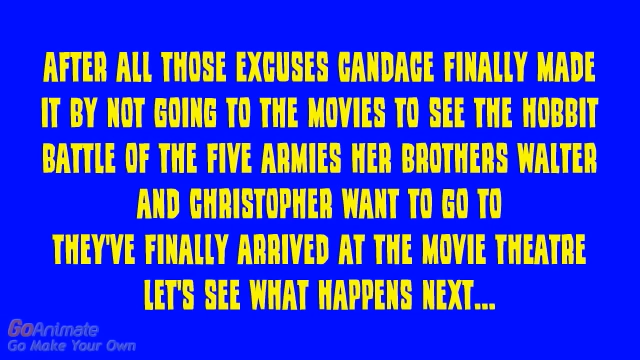 AFTER ALL THOSE EXCUSES CANDACE FINALLY MADE
IT BY NOT GOING TO THE MOVIES TO SEE THE HOBBIT
BATTLE OF THE FIVE ARMIES HER BROTHERS WALTER
AND CHRISTOPHER WANT TO GO TO
THEY'VE FINALLY ARRIVED AT THE MOVIE THEATRE
LET'S SEE WHAT HAPPENS NEXT...
GoAnimate
Go Make Your Own